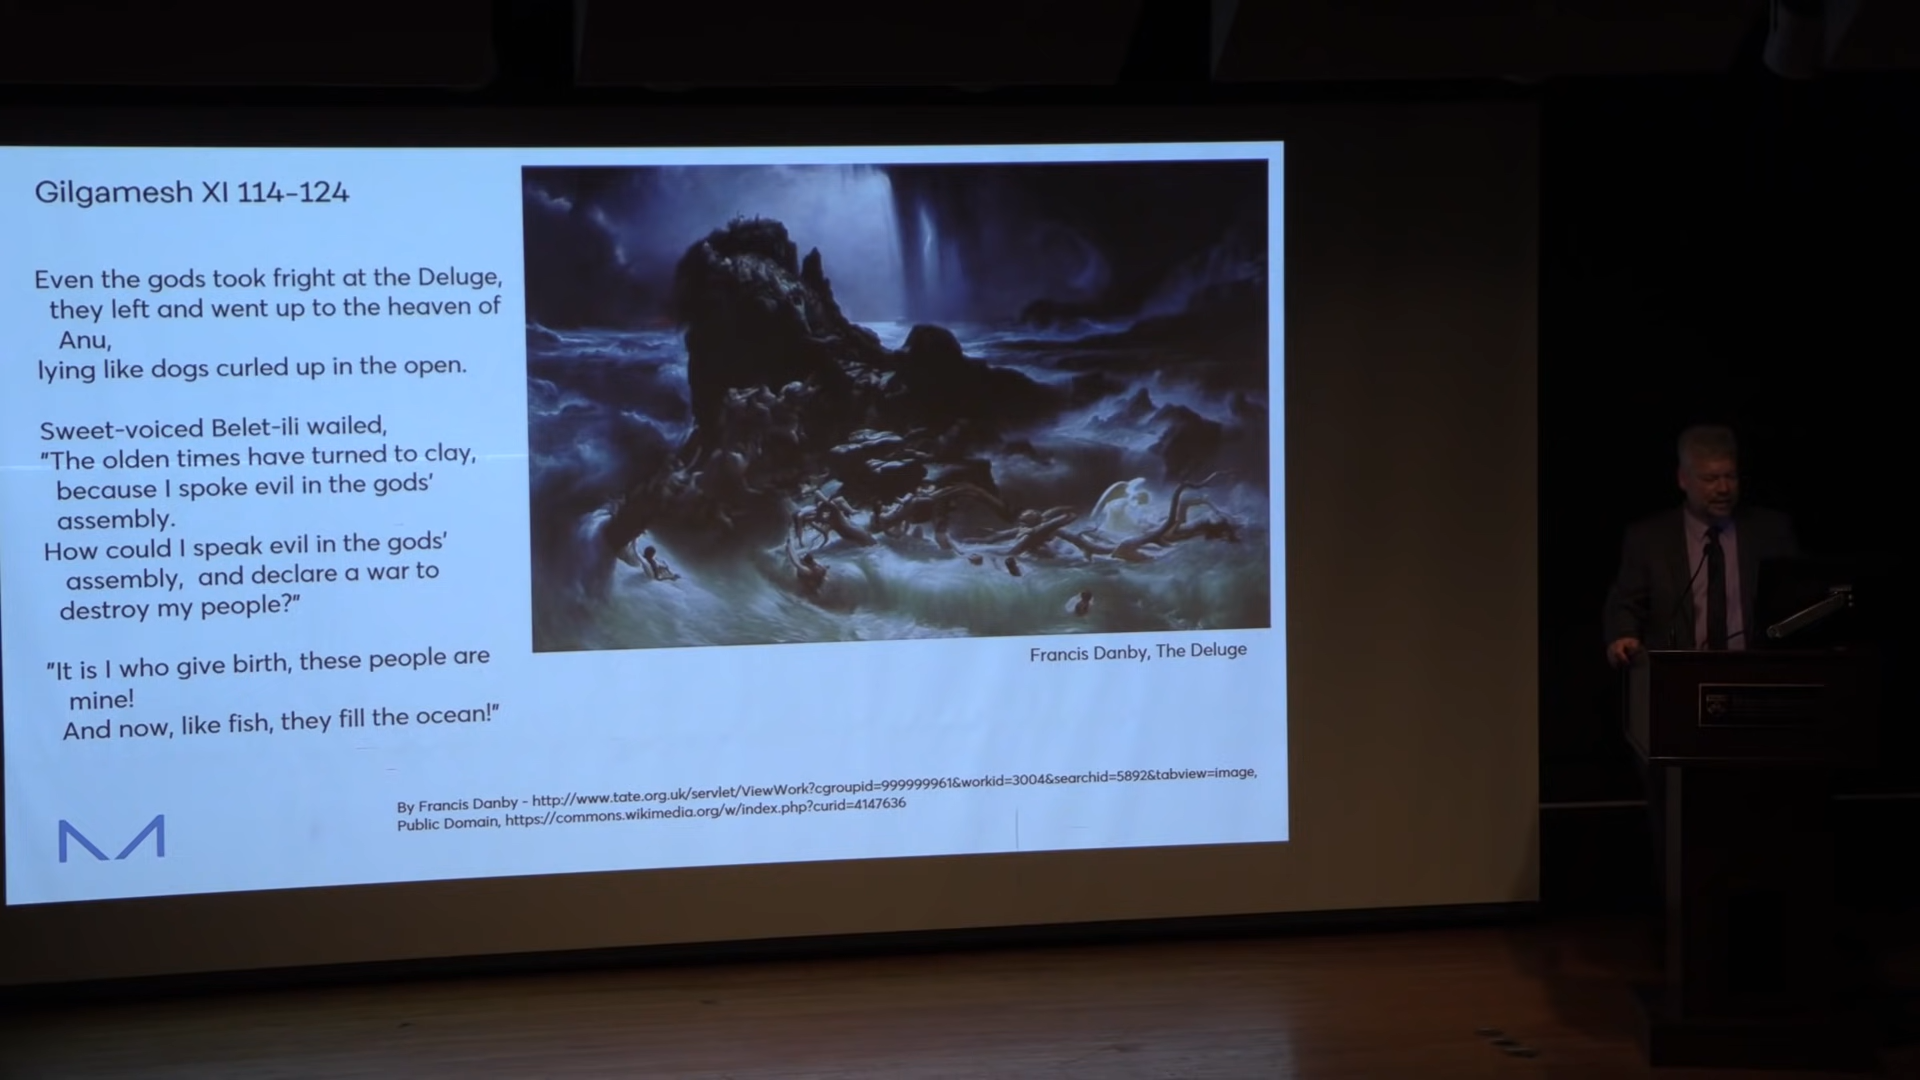 Gilgamesh XI 114-124
Even the gods took fright at the Deluge,
they left and went up to the heaven of
Anu,
lying like dogs curled up in the open.
Sweet-voiced Belet-ili wailed,
"The olden times have turned to clay,
because I spoke evil in the gods'
assembly.
How could I speak evil in the gods'
assembly, and declare a war to
destroy my people?"
"It is I who give birth, these people are
mine!
And now, like fish, they fill the ocean!"
Francis Danby, The Deluge
By Francis Danby - http://www.tate.org.uk/servlet/ViewWork?cgroupid=999999961&workid=3004&searchid=5892&tabview=image,
Public Domain, https://commons.wikimedia.org/w/index.php?curid=4147636